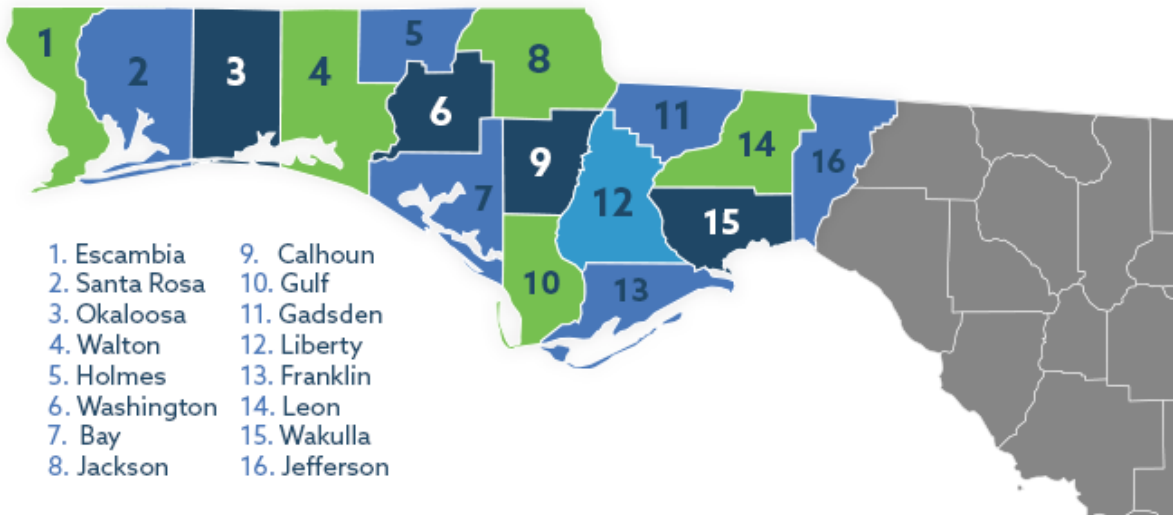 1
2
3
4
5
6
7
8
9
10
11
12
13
14
15
16
1. Escambia
2. Santa Rosa
3. Okaloosa
4. Walton
5. Holmes
6. Washington
7. Bay
8. Jackson
9. Calhoun
10. Gulf
11. Gadsden
12. Liberty
13. Franklin
14. Leon
15. Wakulla
16. Jefferson